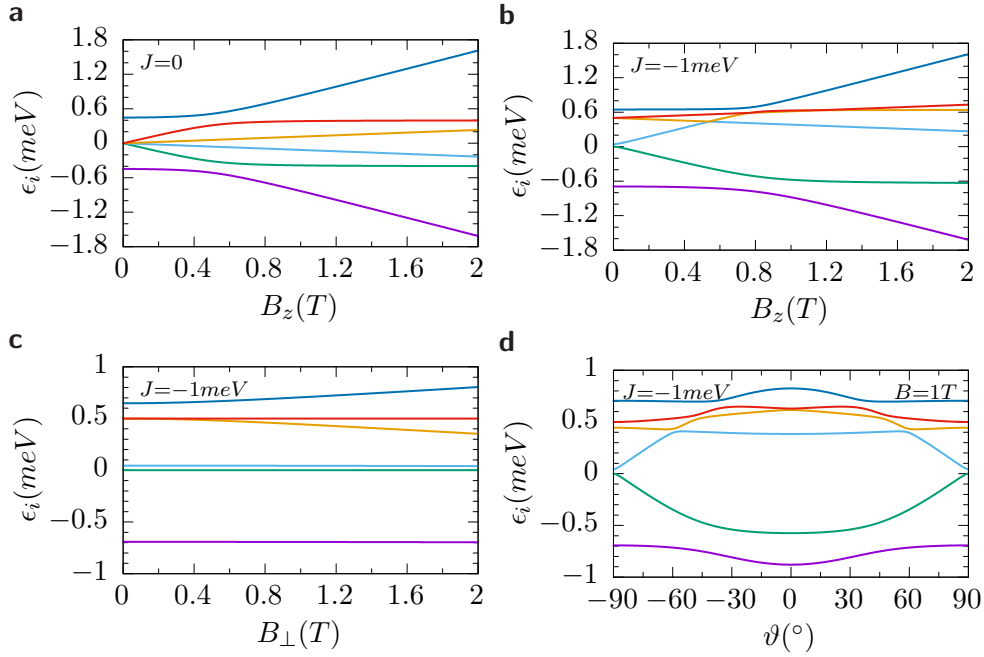 a
J=0
ϵᵢ(meV)
1.8
1.2
0.6
0
−0.6
−1.2
−1.8
0 0.4 0.8 1.2 1.6 2
B_z(T)
b
J=−1meV
ϵᵢ(meV)
1.8
1.2
0.6
0
−0.6
−1.2
−1.8
0 0.4 0.8 1.2 1.6 2
B_z(T)
c
J=−1meV
ϵᵢ(meV)
1
0.5
0
−0.5
−1
0 0.4 0.8 1.2 1.6 2
B_⊥(T)
d
J=−1meV B=1T
ϵᵢ(meV)
1
0.5
0
−0.5
−1
−90 −60 −30 0 30 60 90
ϑ(°)